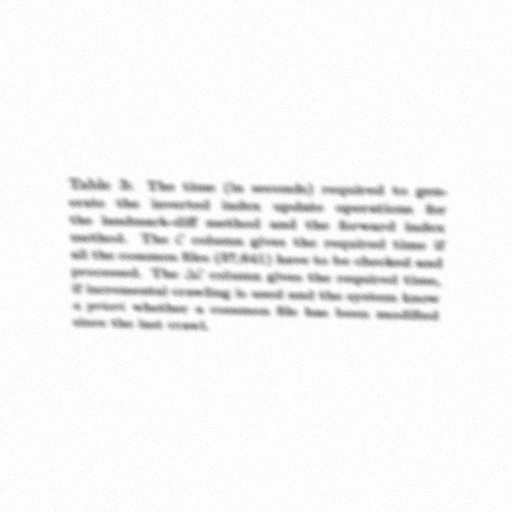 Table 3: The time (in seconds) required to gen-
erate the inverted index update operations for
the landmark-diff method and the forward index
method. The C column gives the required time if
all the common files (37,641) have to be checked and
processed. The column gives the required time,
if incremental crawling is used and the system know
a priori whether a common file has been modified
since the last crawl.